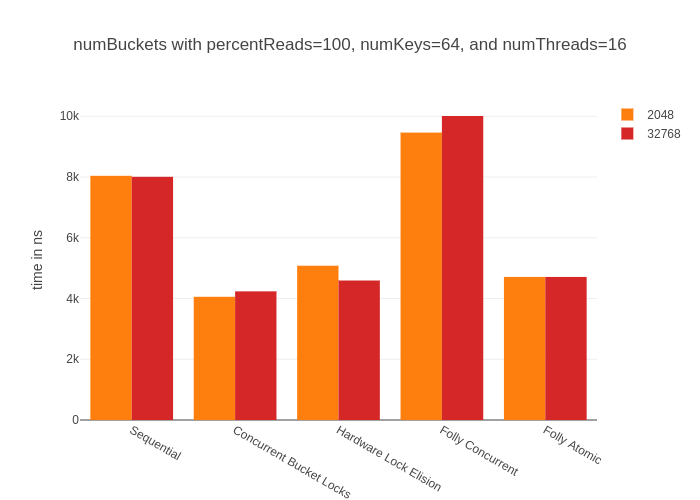 numBuckets with percentReads=100, numKeys=64, and numThreads=16
2048
32768
10k
8k
6k
4k
2k
0
time in ns
Sequential
Concurrent Bucket Locks
Hardware Lock Elision
Folly Concurrent
Folly Atomic